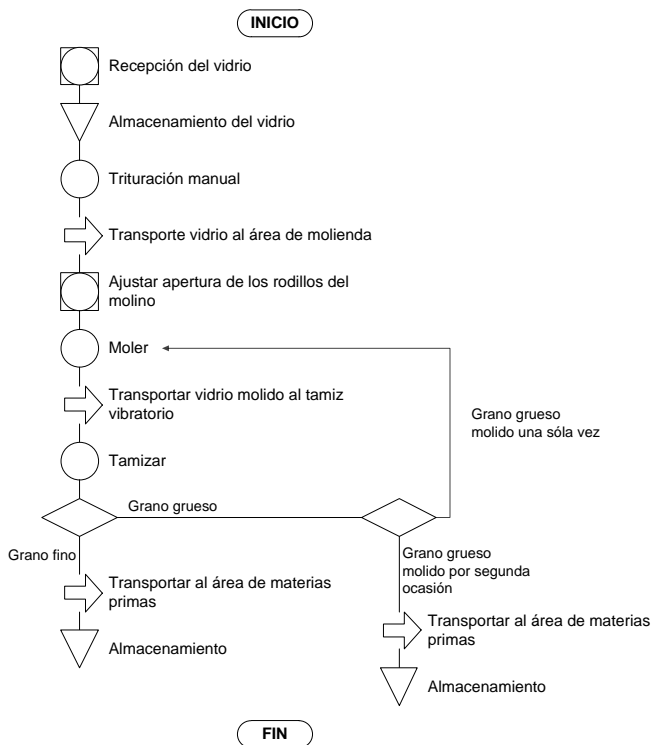 INICIO
Recepción del vidrio
Almacenamiento del vidrio
Trituración manual
Transporte vidrio al área de molienda
Ajustar apertura de los rodillos del
molino
Moler
Transportar vidrio molido al tamiz
vibratorio
Grano grueso
molido una sóla vez
Tamizar
Grano grueso
Grano fino
Grano grueso
molido por segunda
ocasión
Transportar al área de materias
primas
Transportar al área de materias
primas
Almacenamiento
Almacenamiento
FIN